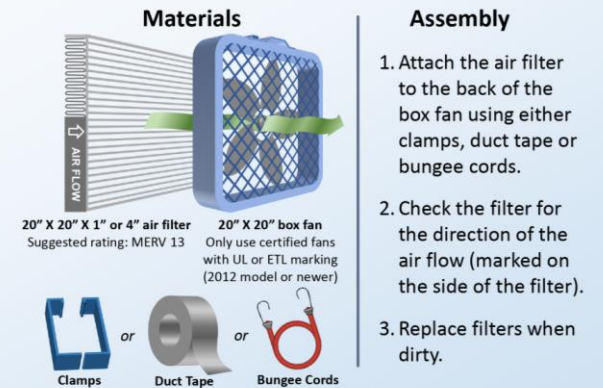 Materials
AIR FLOW
20” X 20” X 1” or 4” air filter
Suggested rating: MERV 13
20” X 20” box fan
Only use certified fans
with UL or ETL marking
(2012 model or newer)
or
or
Clamps
Duct Tape
Bungee Cords
Assembly
1. Attach the air filter
to the back of the
box fan using either
clamps, duct tape or
bungee cords.
2. Check the filter for
the direction of the
air flow (marked on
the side of the filter).
3. Replace filters when
dirty.